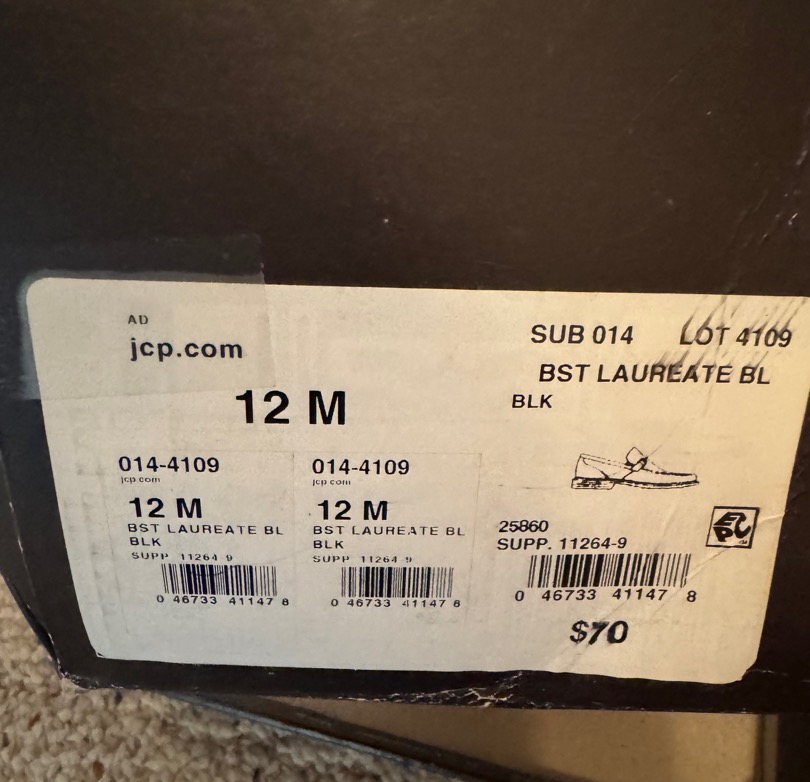 AD
jcp.com
12 M
SUB 014 LOT 4109
BST LAUREATE BL
BLK
014-4109
jcp.com
12 M
BST LAUREATE BL
BLK
SUPP 11264-9
0 46733 41147 8
014-4109
jcp.com
12 M
BST LAUREATE BL
BLK
SUPP. 11264-9
0 46733 41147 8
25860
SUPP. 11264-9
0 46733 41147 8
$70